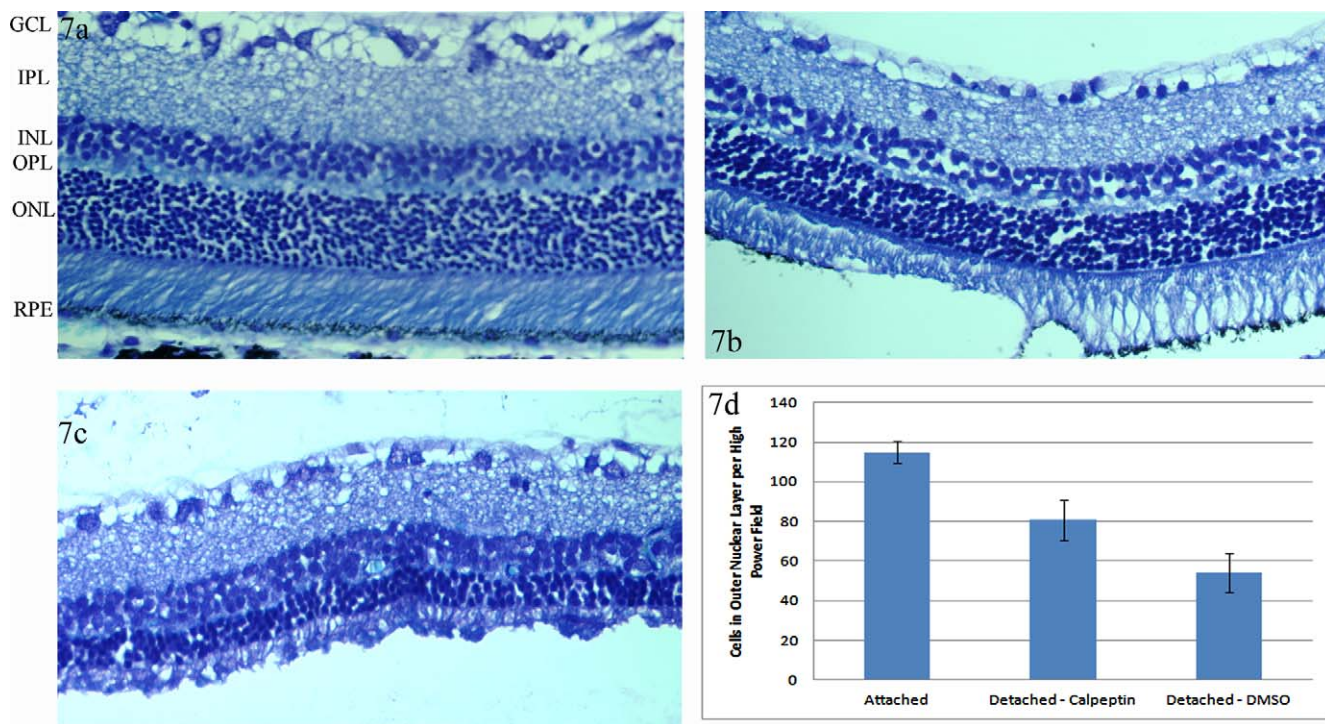 7a
GCL
IPL
INL
OPL
ONL
RPE
7b
7c
7d
Cells in Outer Nuclear Layer per High
Power Field
140
120
100
80
60
40
20
0
Attached
Detached - Calpeptin
Detached - DMSO